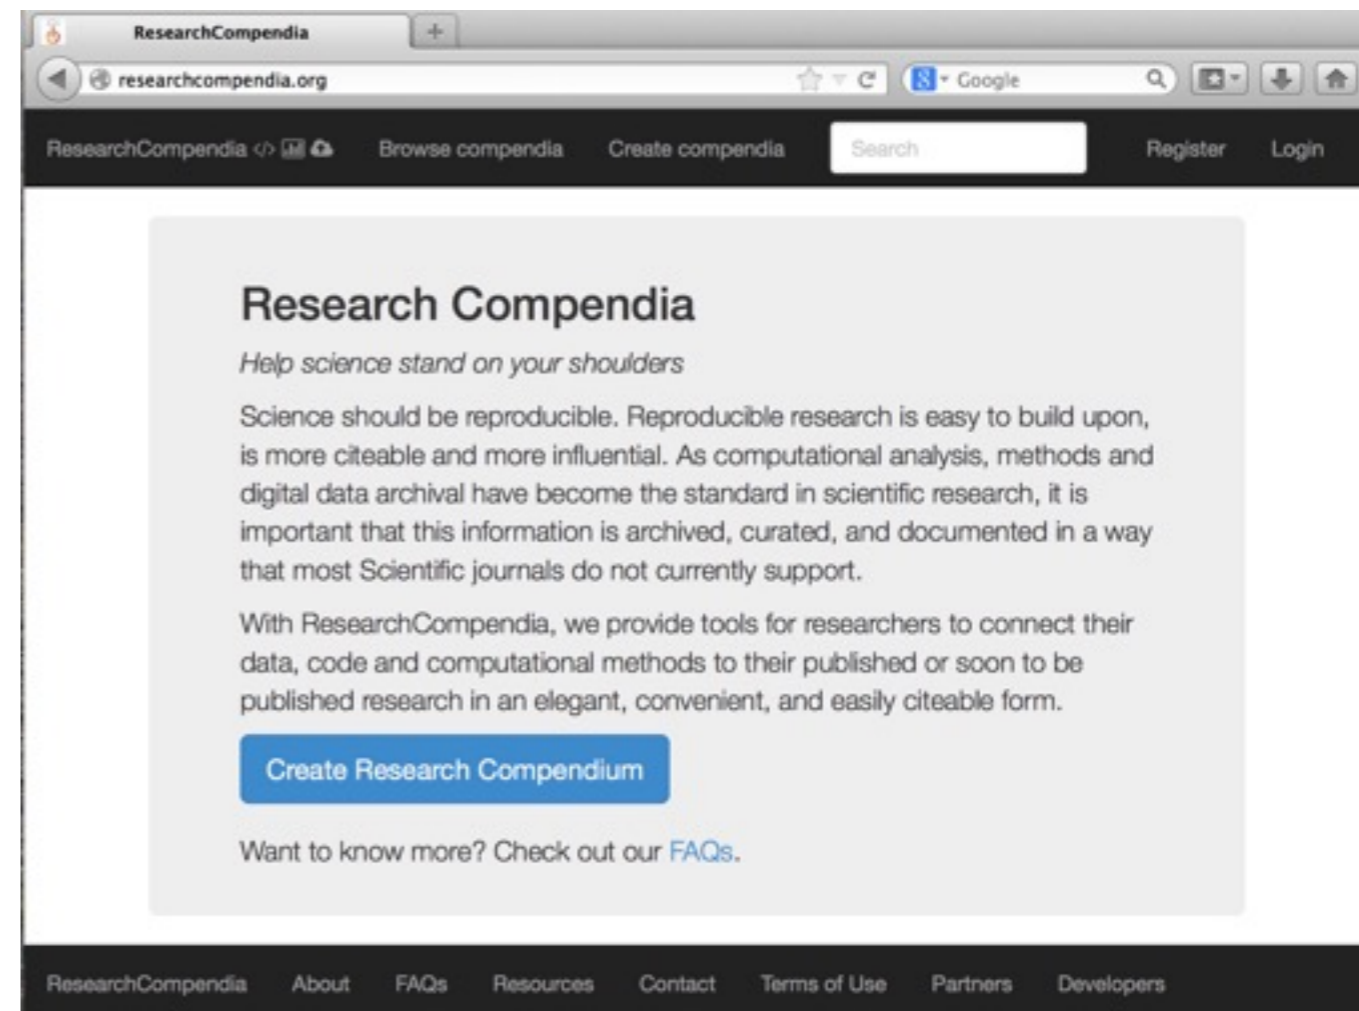 ResearchCompendia
researchcompendia.org
Google
ResearchCompendia </> Browse compendia Create compendia Search Register Login
Research Compendia
Help science stand on your shoulders
Science should be reproducible. Reproducible research is easy to build upon,
is more citeable and more influential. As computational analysis, methods and
digital data archival have become the standard in scientific research, it is
important that this information is archived, curated, and documented in a way
that most Scientific journals do not currently support.
With ResearchCompendia, we provide tools for researchers to connect their
data, code and computational methods to their published or soon to be
published research in an elegant, convenient, and easily citeable form.
Create Research Compendium
Want to know more? Check out our FAQs.
ResearchCompendia About FAQs Resources Contact Terms of Use Partners Developers